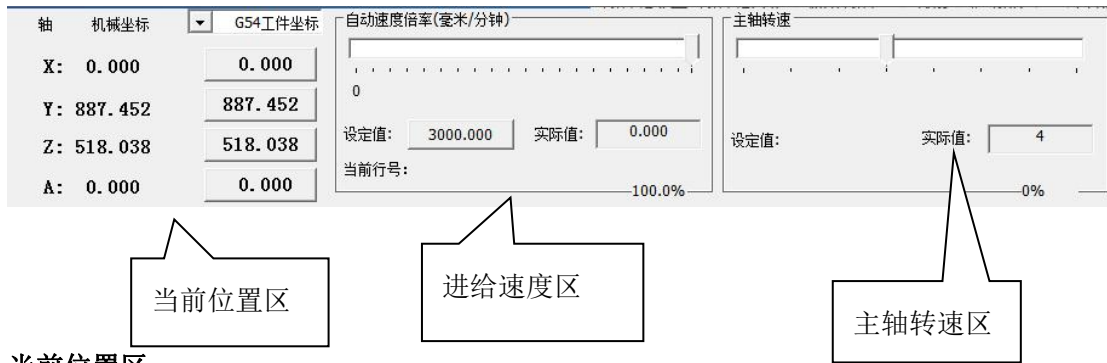 轴 机械坐标 G54工件坐标
X: 0.000 0.000
Y: 887.452 887.452
Z: 518.038 518.038
A: 0.000 0.000
自动速度倍率(毫米/分钟)
0
设定值: 3000.000 实际值: 0.000
当前行号:
100.0%
主轴转速
设定值: 实际值: 4
0%
当前位置区
进给速度区
主轴转速区